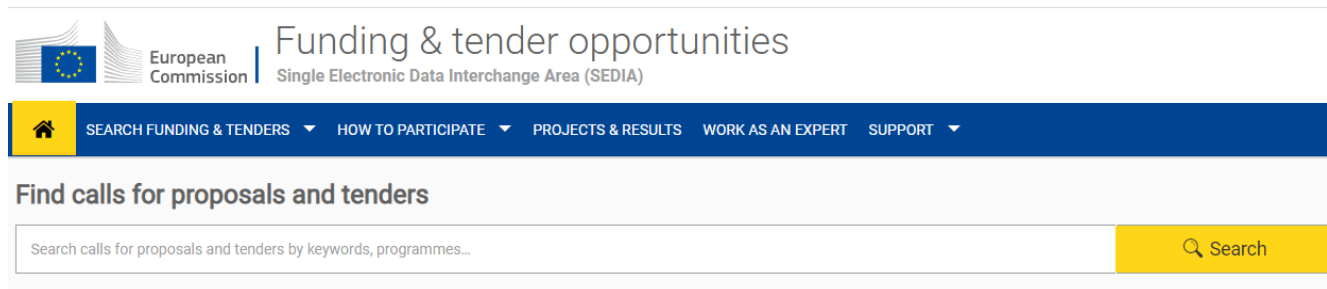 European
Commission
Funding & tender opportunities
Single Electronic Data Interchange Area (SEDIA)
SEARCH FUNDING & TENDERS HOW TO PARTICIPATE PROJECTS & RESULTS WORK AS AN EXPERT SUPPORT
Find calls for proposals and tenders
Search calls for proposals and tenders by keywords, programmes... Search